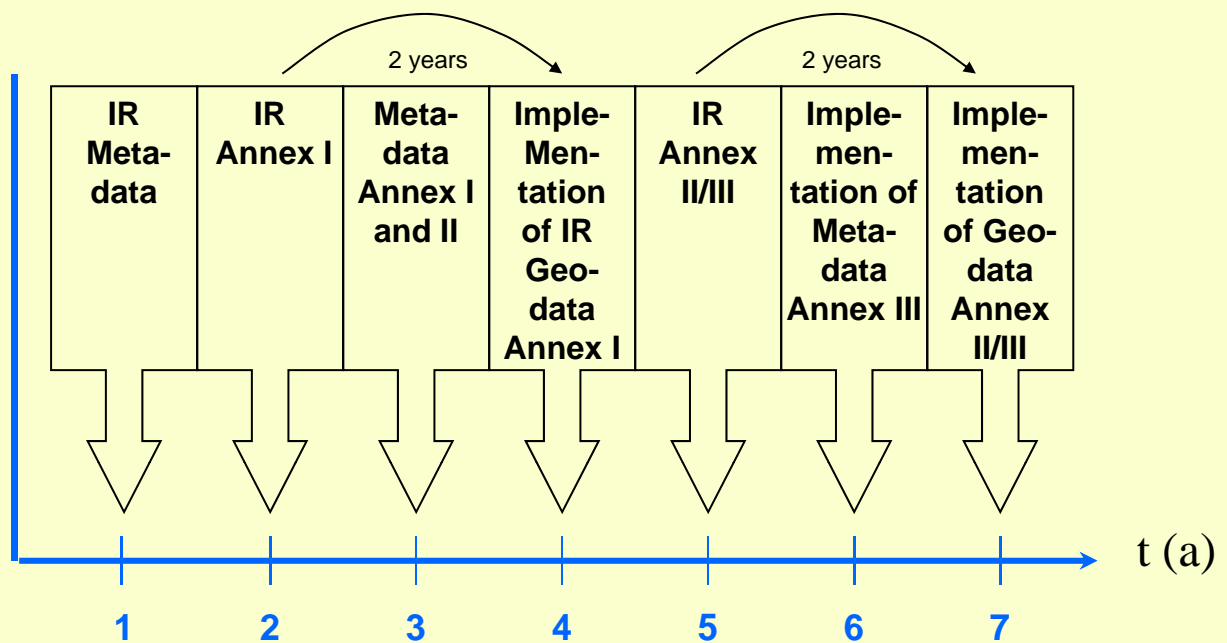 2 years
2 years
IR
Meta-
data
IR
Annex I
Meta-
data
Annex I
and II
Imple-
Men-
tation
of IR
Geo-
data
Annex I
IR
Annex
II/III
Imple-
men-
tation of
Meta-
data
Annex III
Imple-
men-
tation
of Geo-
data
Annex
II/III
t (a)
1 2 3 4 5 6 7